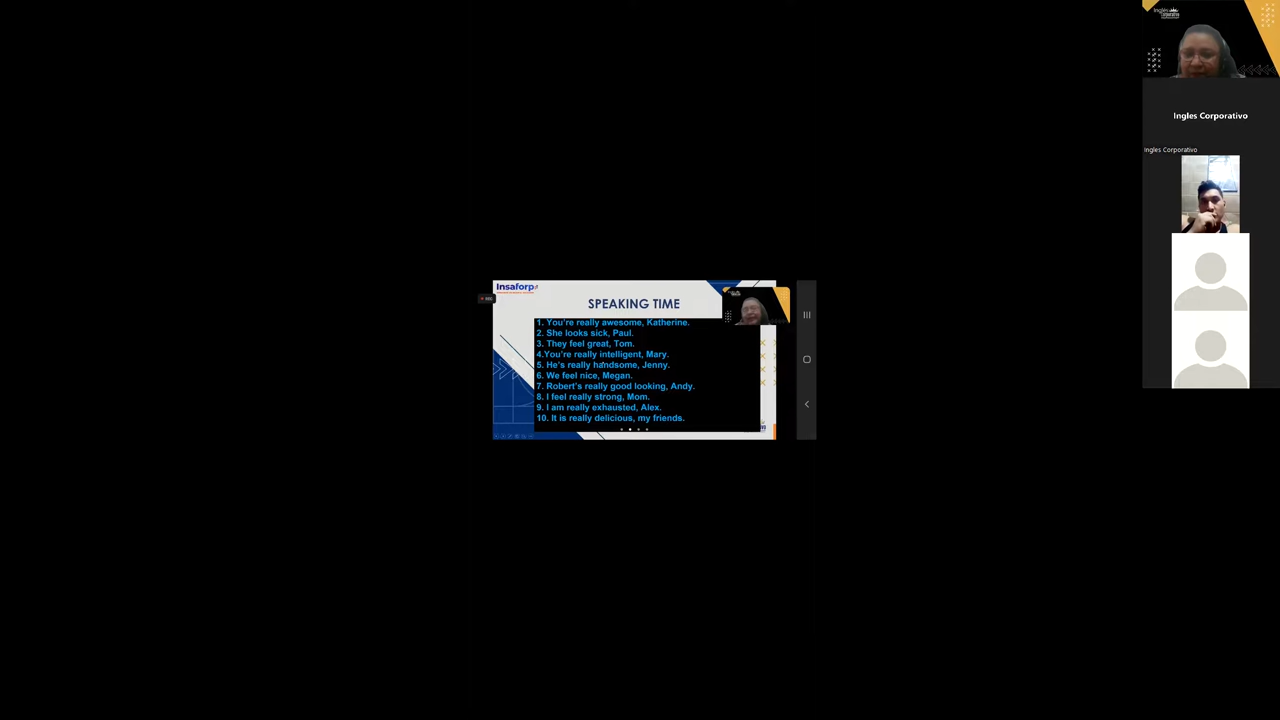 Inglés
Corporativo
Ingles Corporativo
Ingles Corporativo
Insaforp
SPEAKING TIME
1. You're really awesome, Katherine.
2. She looks sick, Paul.
3. They feel great, Tom.
4.You're really intelligent, Mary.
5. He's really handsome, Jenny.
6. We feel nice, Megan.
7. Robert's really good looking, Andy.
8. I feel really strong, Mom.
9. I am really exhausted, Alex.
10. It is really delicious, my friends.